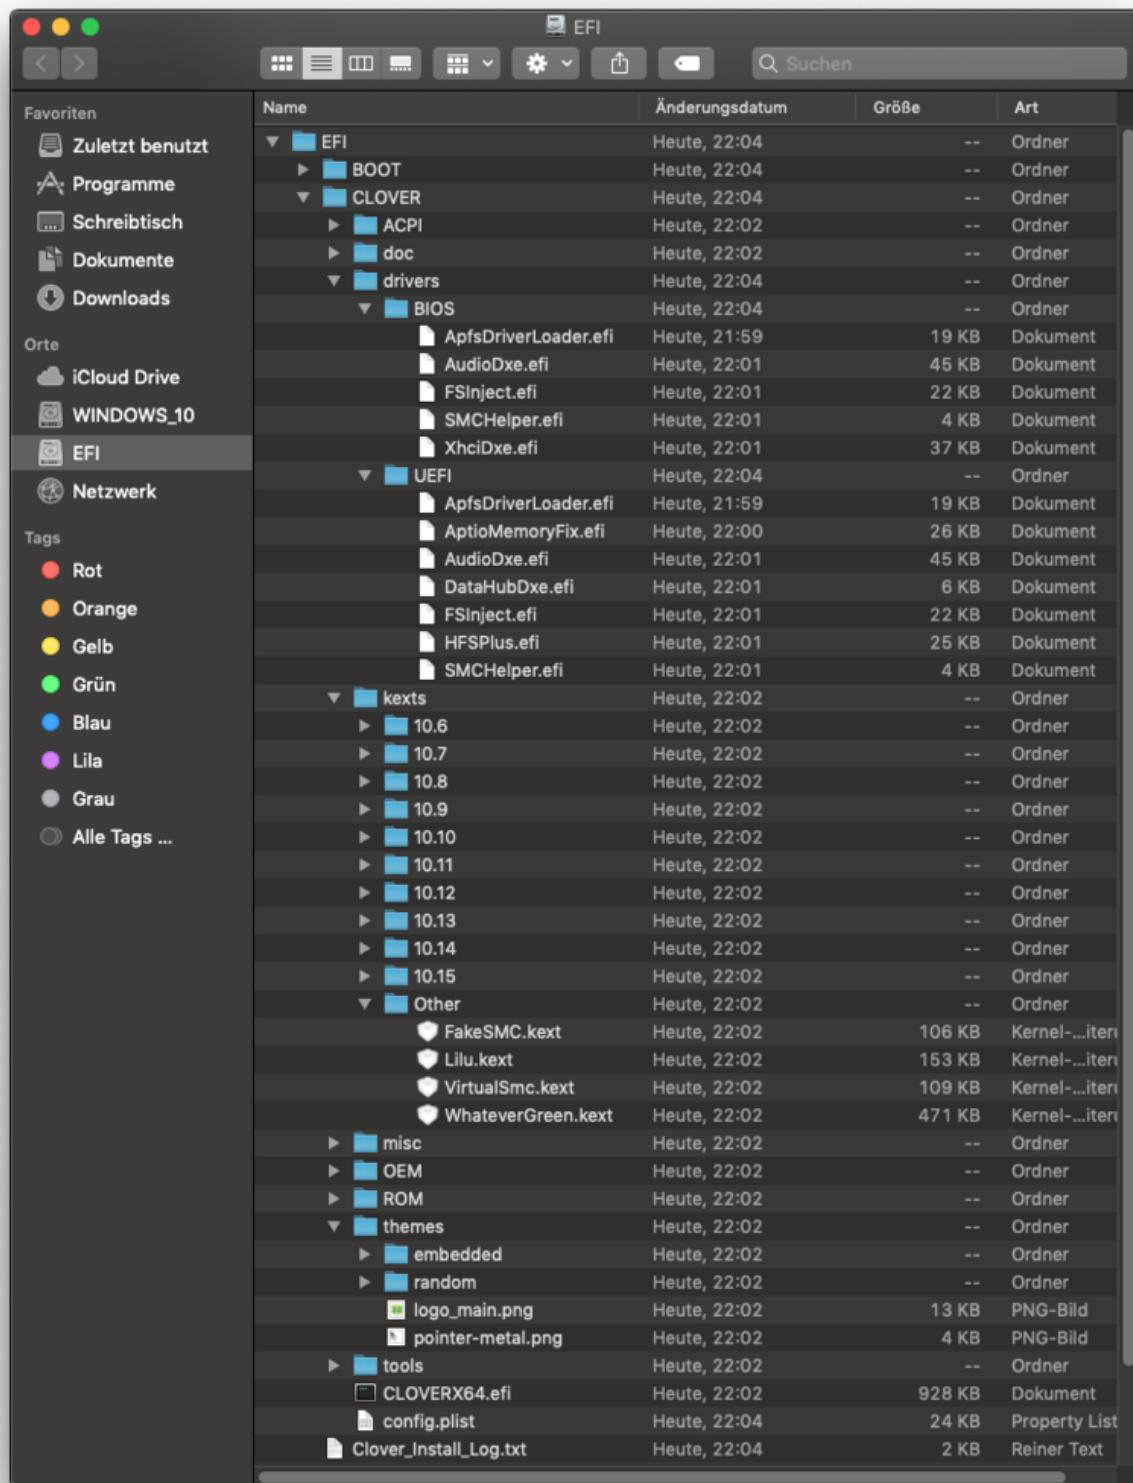 EFI
Suchen
Favoriten
Zuletzt benutzt
Programme
Schreibtisch
Dokumente
Downloads
Orte
iCloud Drive
WINDOWS_10
EFI
Netzwerk
Tags
Rot
Orange
Gelb
Grün
Blau
Lila
Grau
Alle Tags ...
Name Änderungsdatum Größe Art
EFI Heute, 22:04 -- Ordner
BOOT Heute, 22:04 -- Ordner
CLOVER Heute, 22:04 -- Ordner
ACPI Heute, 22:02 -- Ordner
doc Heute, 22:02 -- Ordner
drivers Heute, 22:04 -- Ordner
BIOS Heute, 22:04 -- Ordner
ApfsDriverLoader.efi Heute, 21:59 19 KB Dokument
AudioDxe.efi Heute, 22:01 45 KB Dokument
FSInject.efi Heute, 22:01 22 KB Dokument
SMCHelper.efi Heute, 22:01 4 KB Dokument
XhciDxe.efi Heute, 22:01 37 KB Dokument
UEFI Heute, 22:04 -- Ordner
ApfsDriverLoader.efi Heute, 21:59 19 KB Dokument
AptioMemoryFix.efi Heute, 22:00 26 KB Dokument
AudioDxe.efi Heute, 22:01 45 KB Dokument
DataHubDxe.efi Heute, 22:01 6 KB Dokument
FSInject.efi Heute, 22:01 22 KB Dokument
HFSPlus.efi Heute, 22:01 25 KB Dokument
SMCHelper.efi Heute, 22:01 4 KB Dokument
kexts Heute, 22:02 -- Ordner
10.6 Heute, 22:02 -- Ordner
10.7 Heute, 22:02 -- Ordner
10.8 Heute, 22:02 -- Ordner
10.9 Heute, 22:02 -- Ordner
10.10 Heute, 22:02 -- Ordner
10.11 Heute, 22:02 -- Ordner
10.12 Heute, 22:02 -- Ordner
10.13 Heute, 22:02 -- Ordner
10.14 Heute, 22:02 -- Ordner
10.15 Heute, 22:02 -- Ordner
Other Heute, 22:02 -- Ordner
FakeSMC.kext Heute, 22:02 106 KB Kernel-...iter
Lilu.kext Heute, 22:02 153 KB Kernel-...iter
VirtualSmc.kext Heute, 22:02 109 KB Kernel-...iter
WhateverGreen.kext Heute, 22:02 471 KB Kernel-...iter
misc Heute, 22:02 -- Ordner
OEM Heute, 22:02 -- Ordner
ROM Heute, 22:02 -- Ordner
themes Heute, 22:02 -- Ordner
embedded Heute, 22:02 -- Ordner
random Heute, 22:02 -- Ordner
logo_main.png Heute, 22:02 13 KB PNG-Bild
pointer-metal.png Heute, 22:02 4 KB PNG-Bild
tools Heute, 22:02 -- Ordner
CLOVERX64.efi Heute, 22:02 928 KB Dokument
config.plist Heute, 22:04 24 KB Property List
Clover_Install_Log.txt Heute, 22:04 2 KB Reiner Text